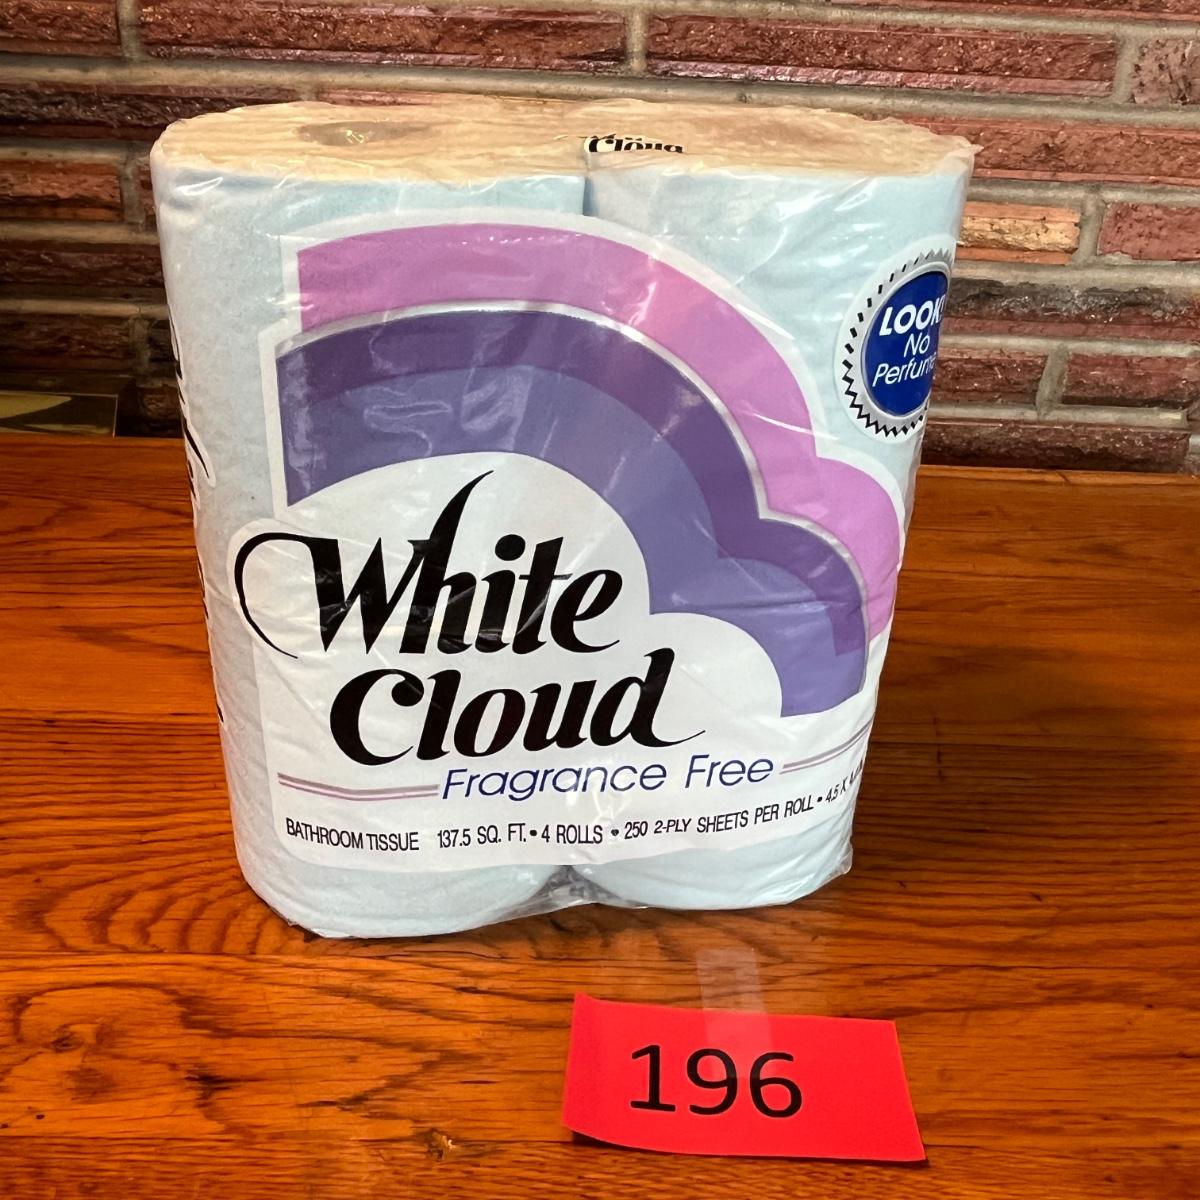 Cloud
LOOK!
No
Perfume
White
Cloud
Fragrance Free
BATHROOM TISSUE 137.5 SQ. FT. • 4 ROLLS • 250 2-PLY SHEETS PER ROLL • 4.5 X
196